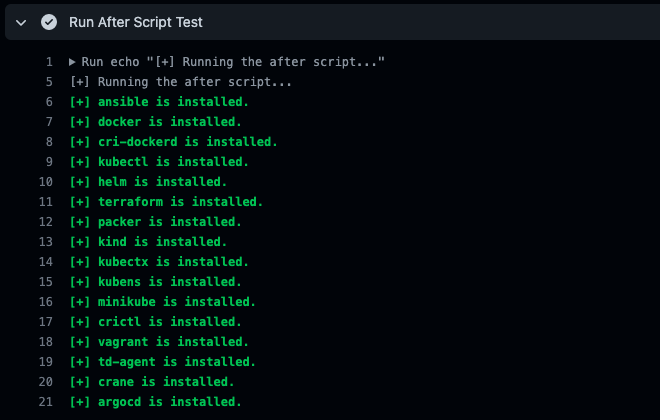 Run After Script Test
1 Run echo "[+] Running the after script..."
5 [+] Running the after script...
6 [+] ansible is installed.
7 [+] docker is installed.
8 [+] cri-dockerd is installed.
9 [+] kubectl is installed.
10 [+] helm is installed.
11 [+] terraform is installed.
12 [+] packer is installed.
13 [+] kind is installed.
14 [+] kubectx is installed.
15 [+] kubens is installed.
16 [+] minikube is installed.
17 [+] crictl is installed.
18 [+] vagrant is installed.
19 [+] td-agent is installed.
20 [+] crane is installed.
21 [+] argocd is installed.